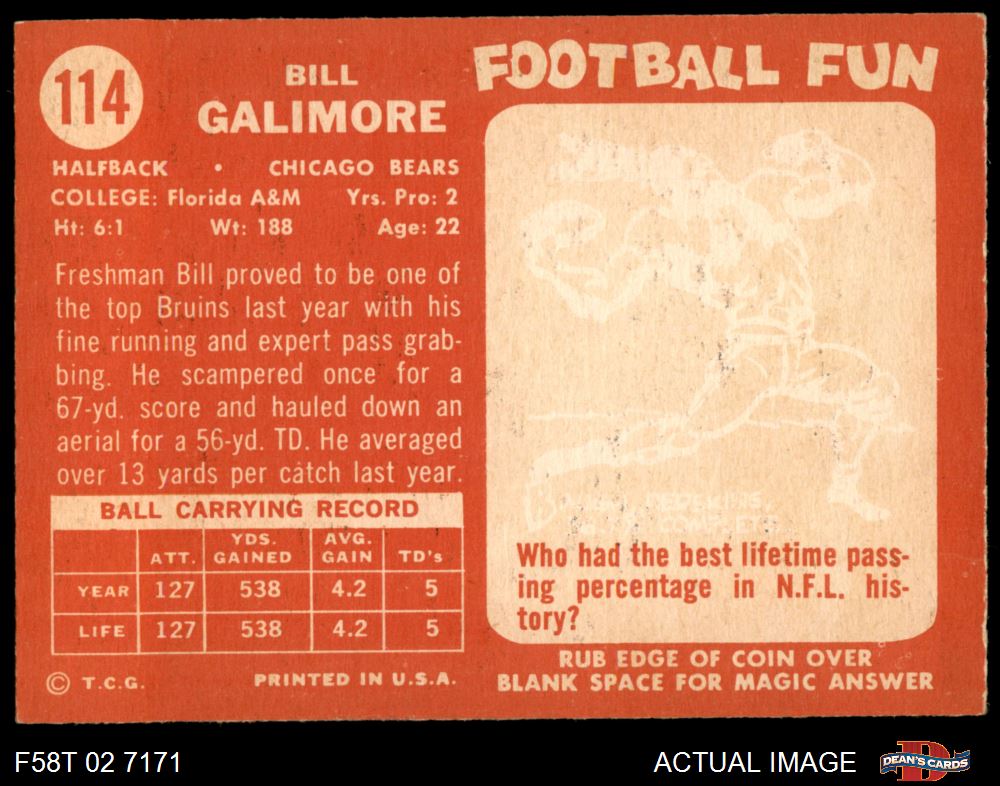 114
BILL
GALIMORE
HALFBACK • CHICAGO BEARS
COLLEGE: Florida A&M Yrs. Pro: 2
Ht: 6:1 Wt: 188 Age: 22
Freshman Bill proved to be one of
the top Bruins last year with his
fine running and expert pass grab-
bing. He scampered once for a
67-yd. score and hauled down an
aerial for a 56-yd. TD. He averaged
over 13 yards per catch last year.
BALL CARRYING RECORD
ATT. YDS. GAINED AVG. GAIN TD's
YEAR 127 538 4.2 5
LIFE 127 538 4.2 5
© T.C.G. PRINTED IN U.S.A.
FOOTBALL FUN
REDSKINS
Who had the best lifetime pass-
ing percentage in N.F.L. his-
tory?
RUB EDGE OF COIN OVER
BLANK SPACE FOR MAGIC ANSWER
F58T 02 7171
ACTUAL IMAGE
DEAN'S CARDS